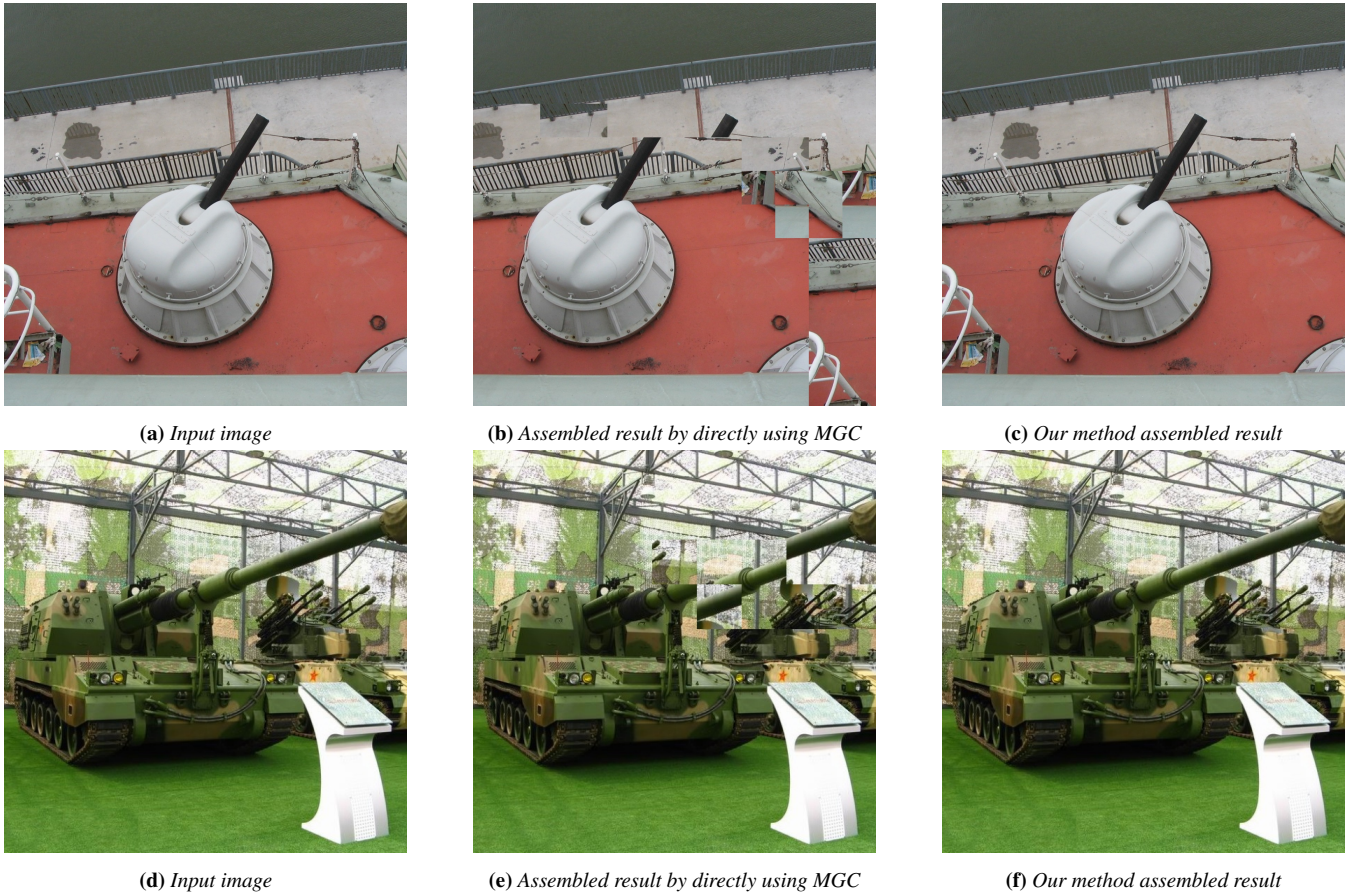 (a) Input image
(b) Assembled result by directly using MGC
(c) Our method assembled result
(d) Input image
(e) Assembled result by directly using MGC
(f) Our method assembled result